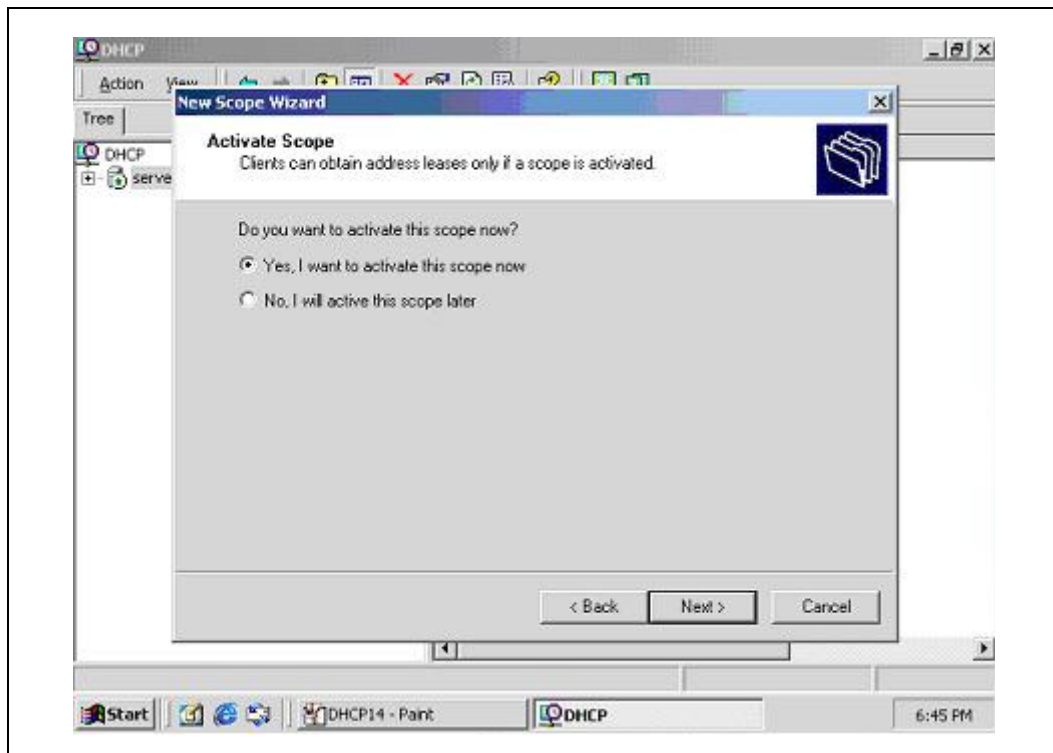 DHCP
Action View
New Scope Wizard
Tree
Activate Scope
Clients can obtain address leases only if a scope is activated.
DHCP
serve
Do you want to activate this scope now?
Yes, I want to activate this scope now
No, I will active this scope later
< Back Next > Cancel
Start DHCP14 - Paint DHCP 6:45 PM